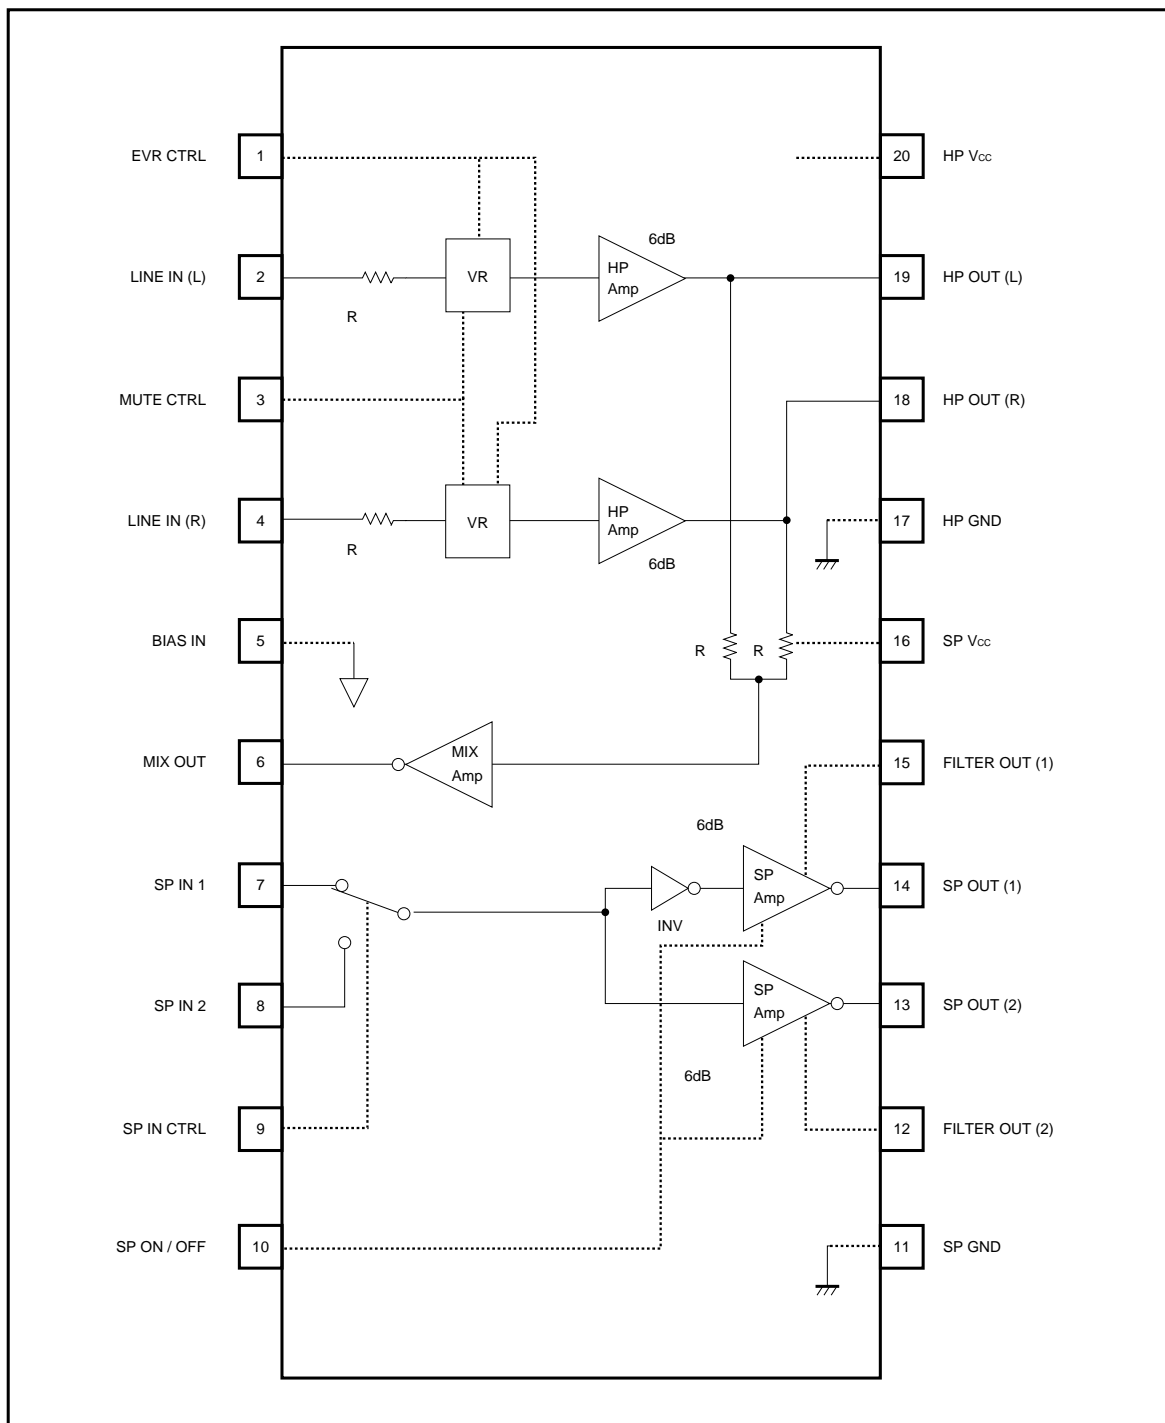 EVR CTRL 1
20 HP Vcc
6dB
LINE IN (L) 2
VR
HP
Amp
19 HP OUT (L)
R
MUTE CTRL 3
18 HP OUT (R)
LINE IN (R) 4
VR
HP
Amp
17 HP GND
R
6dB
BIAS IN 5
R R
16 SP Vcc
MIX OUT 6
MIX
Amp
15 FILTER OUT (1)
6dB
SP IN 1 7
SP
Amp
14 SP OUT (1)
INV
SP IN 2 8
SP
Amp
13 SP OUT (2)
6dB
SP IN CTRL 9
12 FILTER OUT (2)
SP ON / OFF 10
11 SP GND